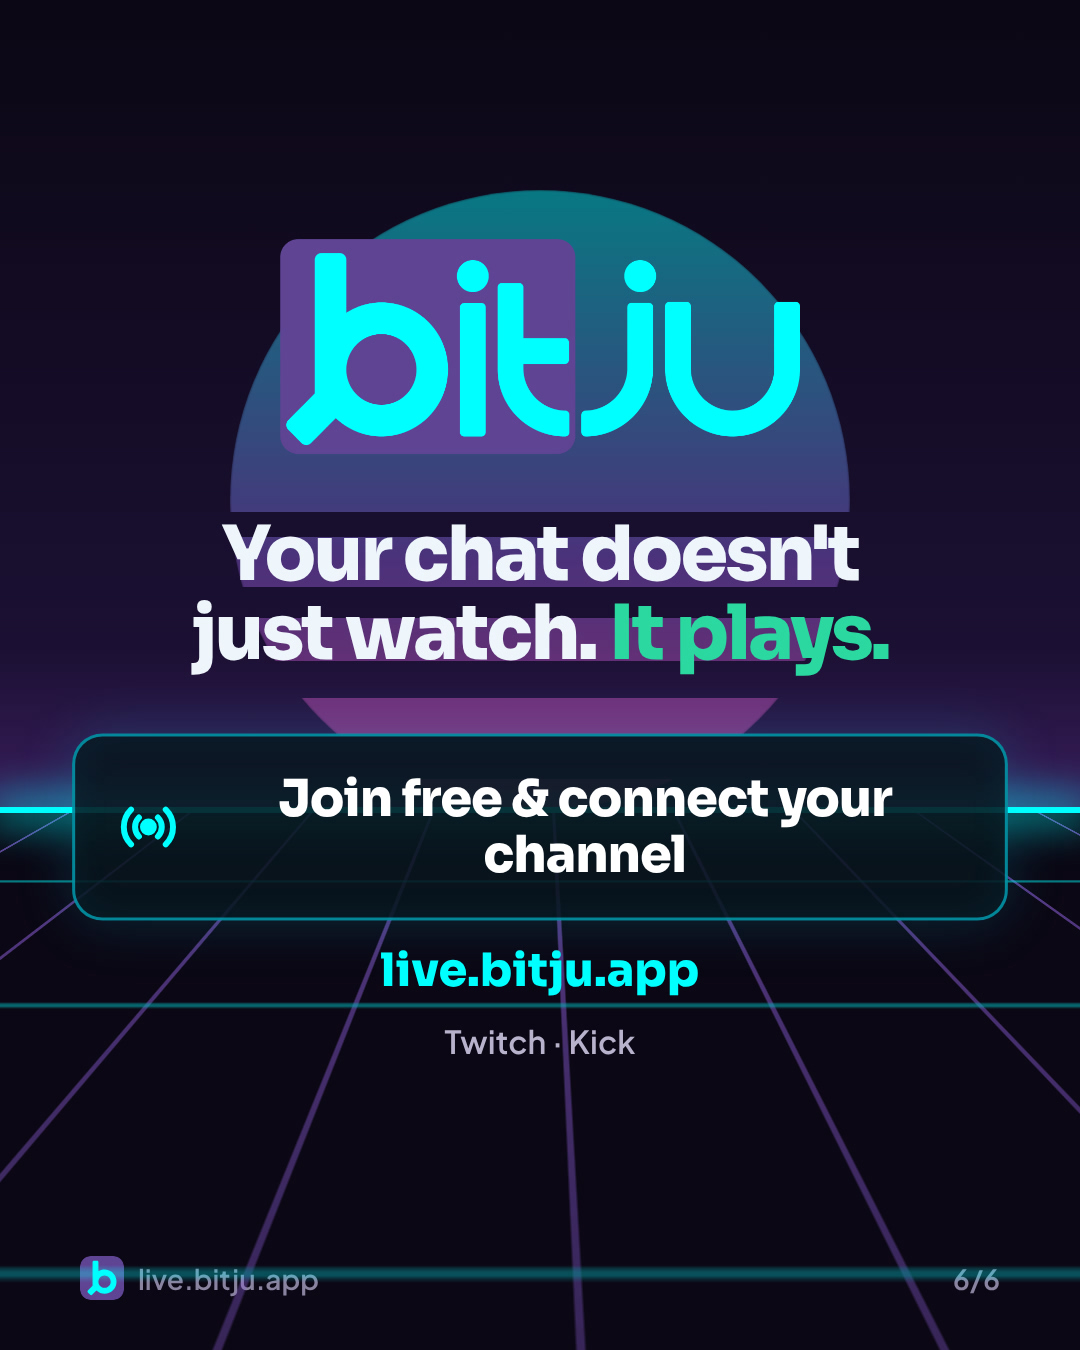 bitju
Your chat doesn't
just watch. It plays.
Join free & connect your
channel
live.bitju.app
Twitch · Kick
b live.bitju.app
6/6